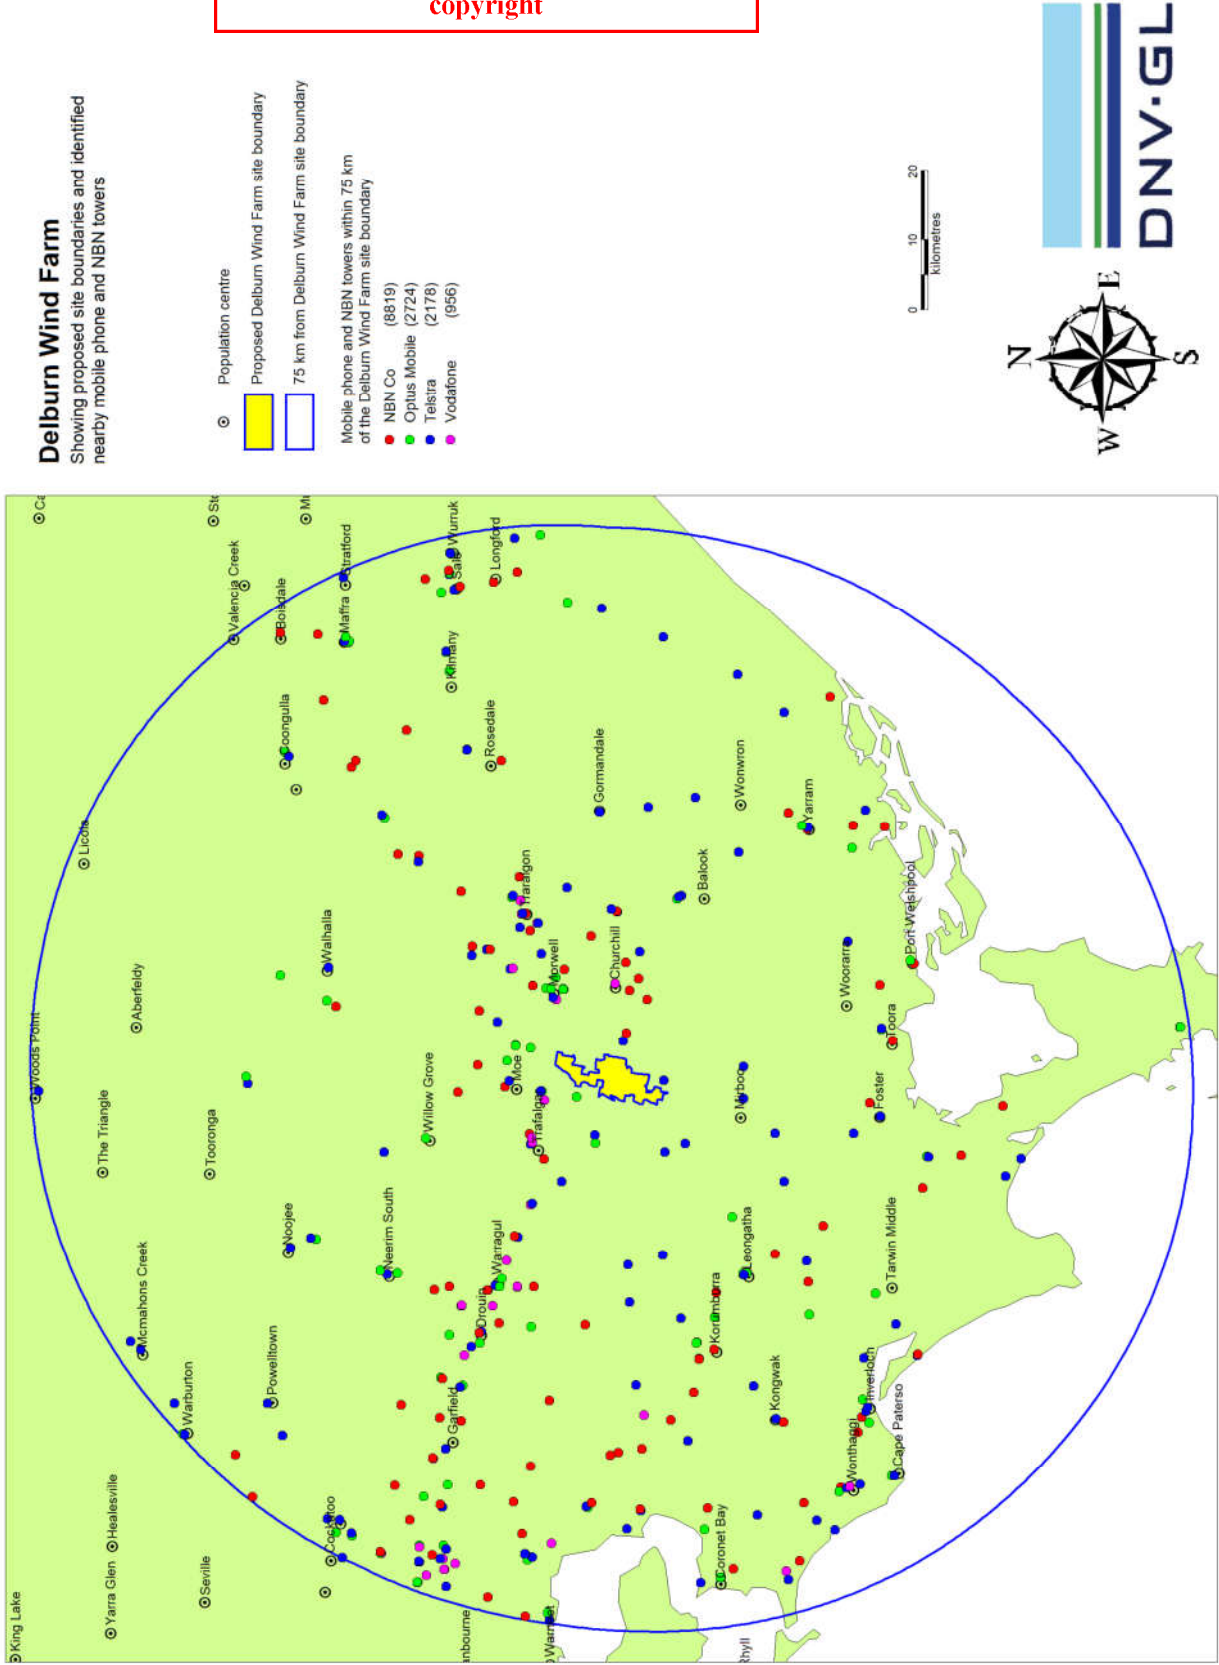 copyright
Delburn Wind Farm
Showing proposed site boundaries and identified
nearby mobile phone and NBN towers
Population centre
Proposed Delburn Wind Farm site boundary
75 km from Delburn Wind Farm site boundary
Mobile phone and NBN towers within 75 km
of the Delburn Wind Farm site boundary
NBN Co (8819)
Optus Mobile (2724)
Telstra (2178)
Vodafone (956)
0 10 20
kilometres
N
W E
S
DNV·GL
King Lake
Yarra Glen
Healesville
Seville
Warburton
Mcmahons Creek
Powelltown
The Triangle
Woods Point
Aberfeldy
Licola
Tooronga
Noojee
Walhalla
Coongulla
Valencia Creek
Boisdale
Maffra
Stratford
Neerim South
Willow Grove
Kilmany
Sale
Wurruk
Longford
Rosedale
Garfield
Drouin
Warragul
Trafalgar
Moe
Morwell
Traralgon
Churchill
Gormandale
Balook
Wonwron
Yarram
Korumburra
Leongatha
Mirboo
Coronet Bay
Kongwak
Wonthaggi
Inverloch
Cape Paterso
Tarwin Middle
Foster
Toora
Woorarra
Port Welshpool
Rhyll
anbourne